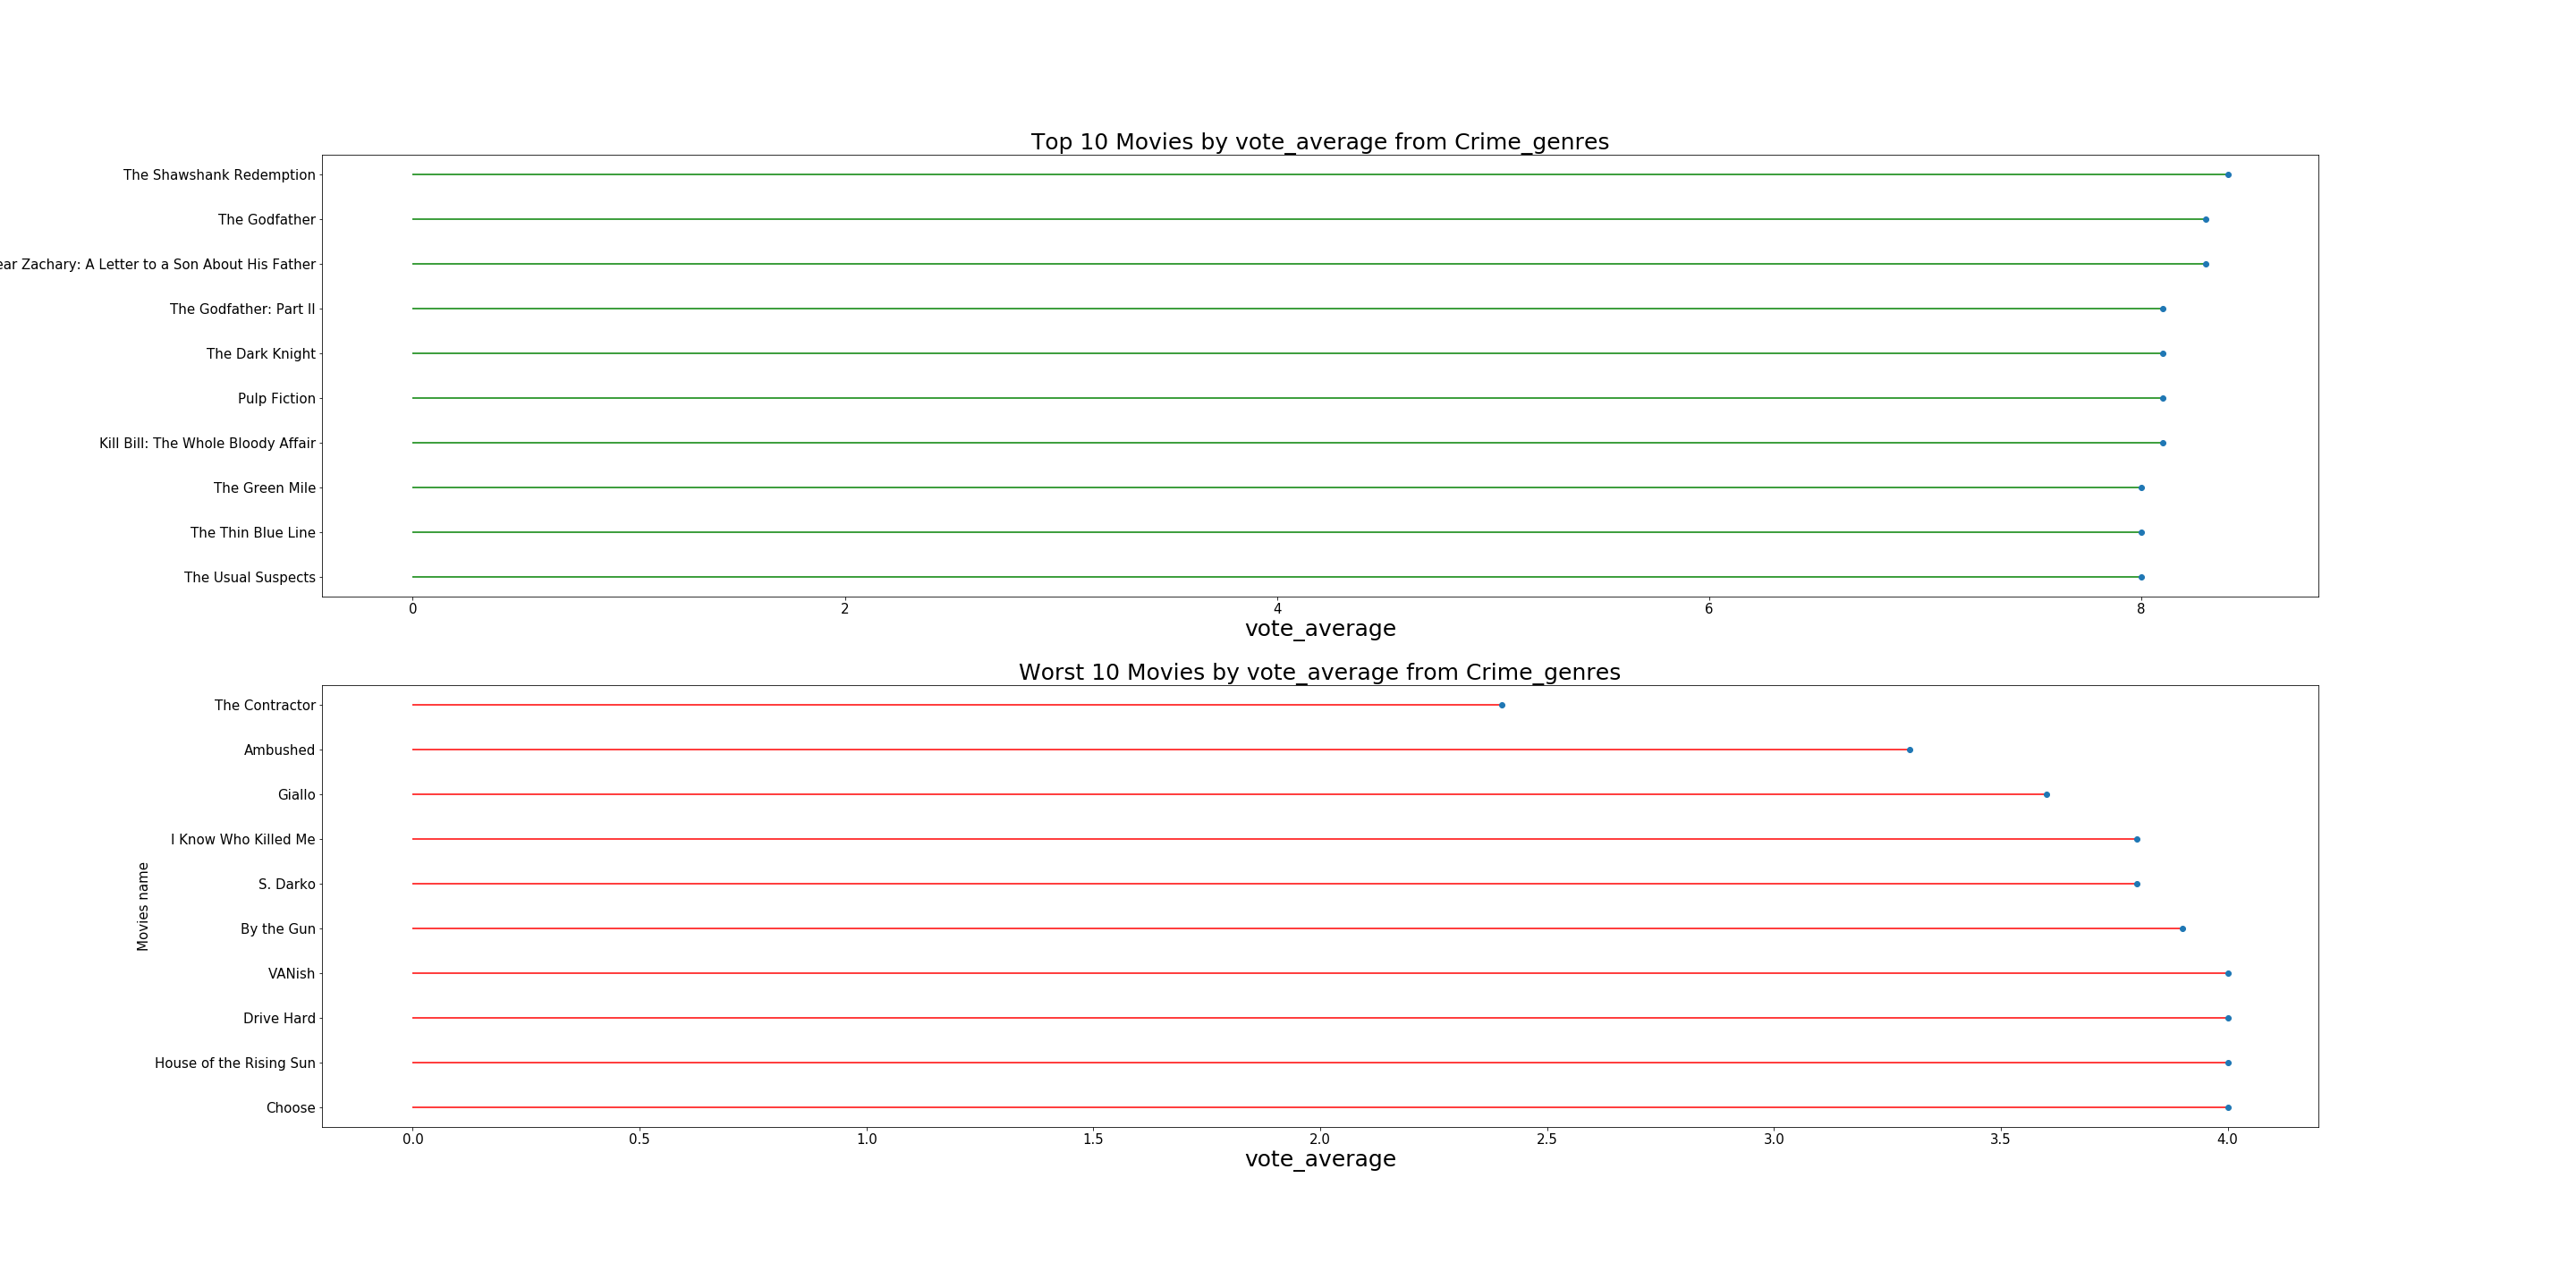 Top 10 Movies by vote_average from Crime_genres
The Shawshank Redemption
The Godfather
ear Zachary: A Letter to a Son About His Father
The Godfather: Part II
The Dark Knight
Pulp Fiction
Kill Bill: The Whole Bloody Affair
The Green Mile
The Thin Blue Line
The Usual Suspects
0 2 4 6 8
vote_average
Worst 10 Movies by vote_average from Crime_genres
Movies name
The Contractor
Ambushed
Giallo
I Know Who Killed Me
S. Darko
By the Gun
VANish
Drive Hard
House of the Rising Sun
Choose
0.0 0.5 1.0 1.5 2.0 2.5 3.0 3.5 4.0
vote_average